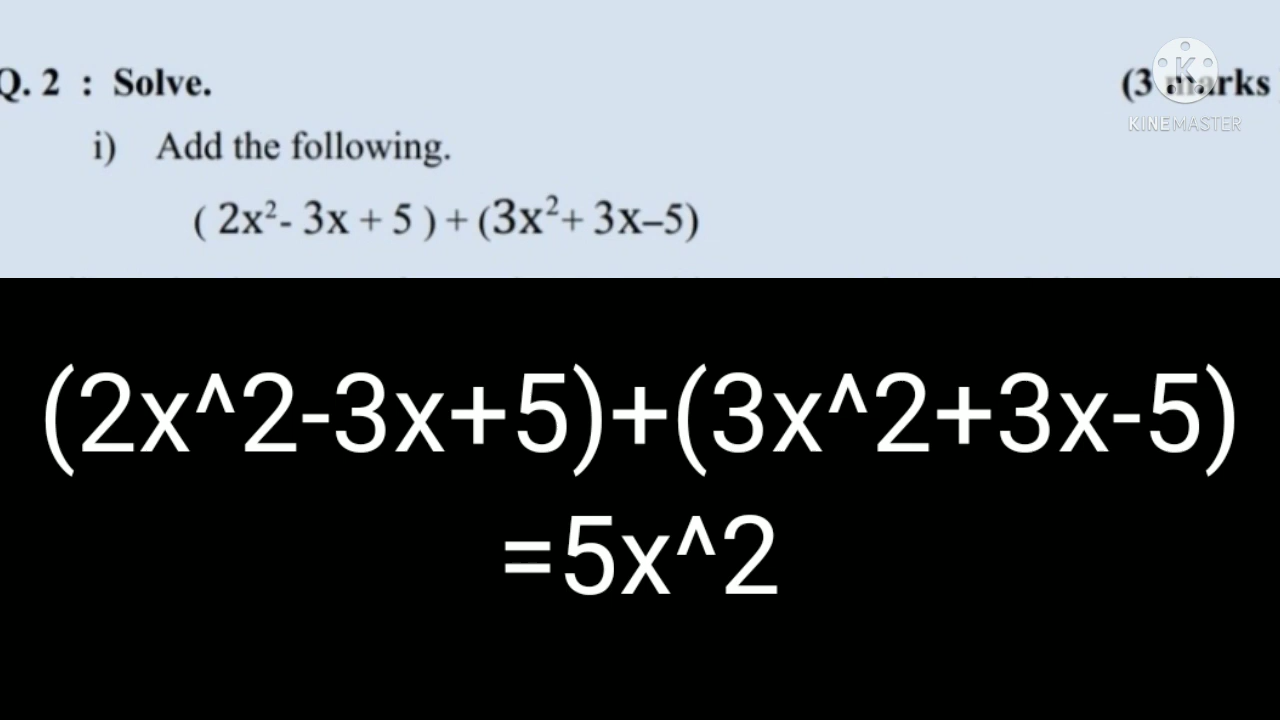 Q. 2 : Solve. (3 marks
i) Add the following.
( 2x²- 3x + 5 ) + (3x²+ 3x–5)
K
KINEMASTER
(2x^2-3x+5)+(3x^2+3x-5)
=5x^2